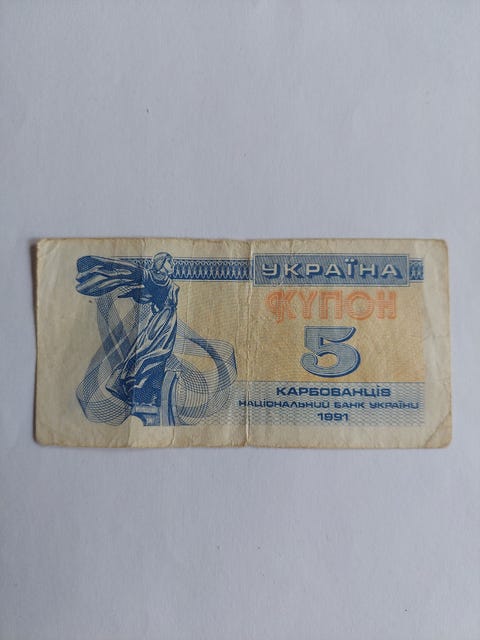 УКРАЇНА
КУПОН
5
КАРБОВАНЦІВ
НАЦІОНАЛЬНИЙ БАНК УКРАЇНИ
1991